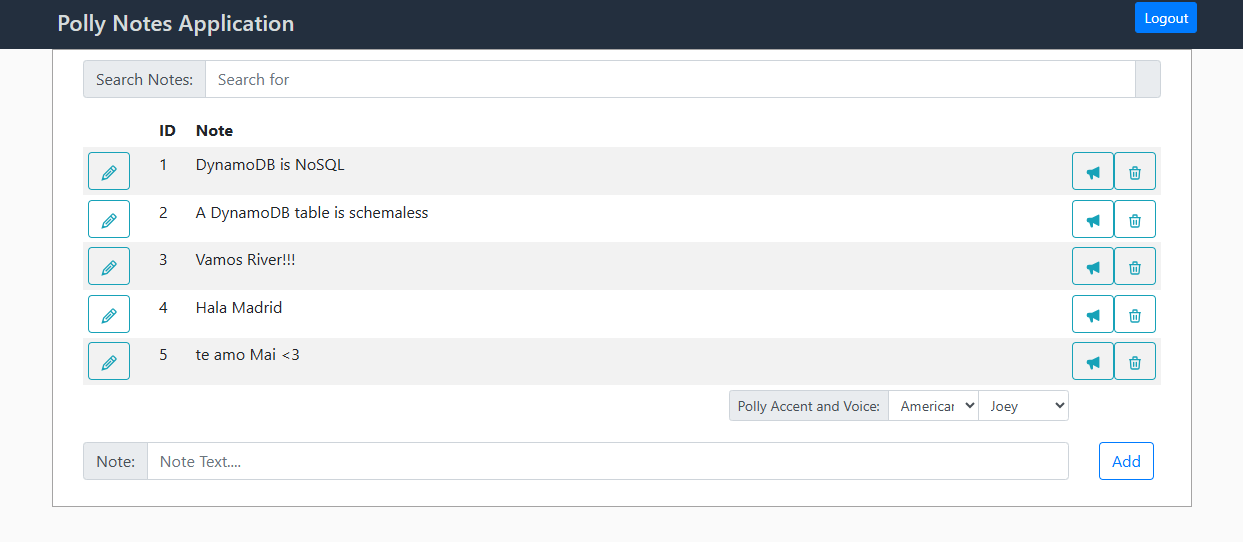 Polly Notes Application Logout
Search Notes: Search for
ID Note
1 DynamoDB is NoSQL
2 A DynamoDB table is schemaless
3 Vamos River!!!
4 Hala Madrid
5 te amo Mai <3
Polly Accent and Voice: American Joey
Note: Note Text.... Add